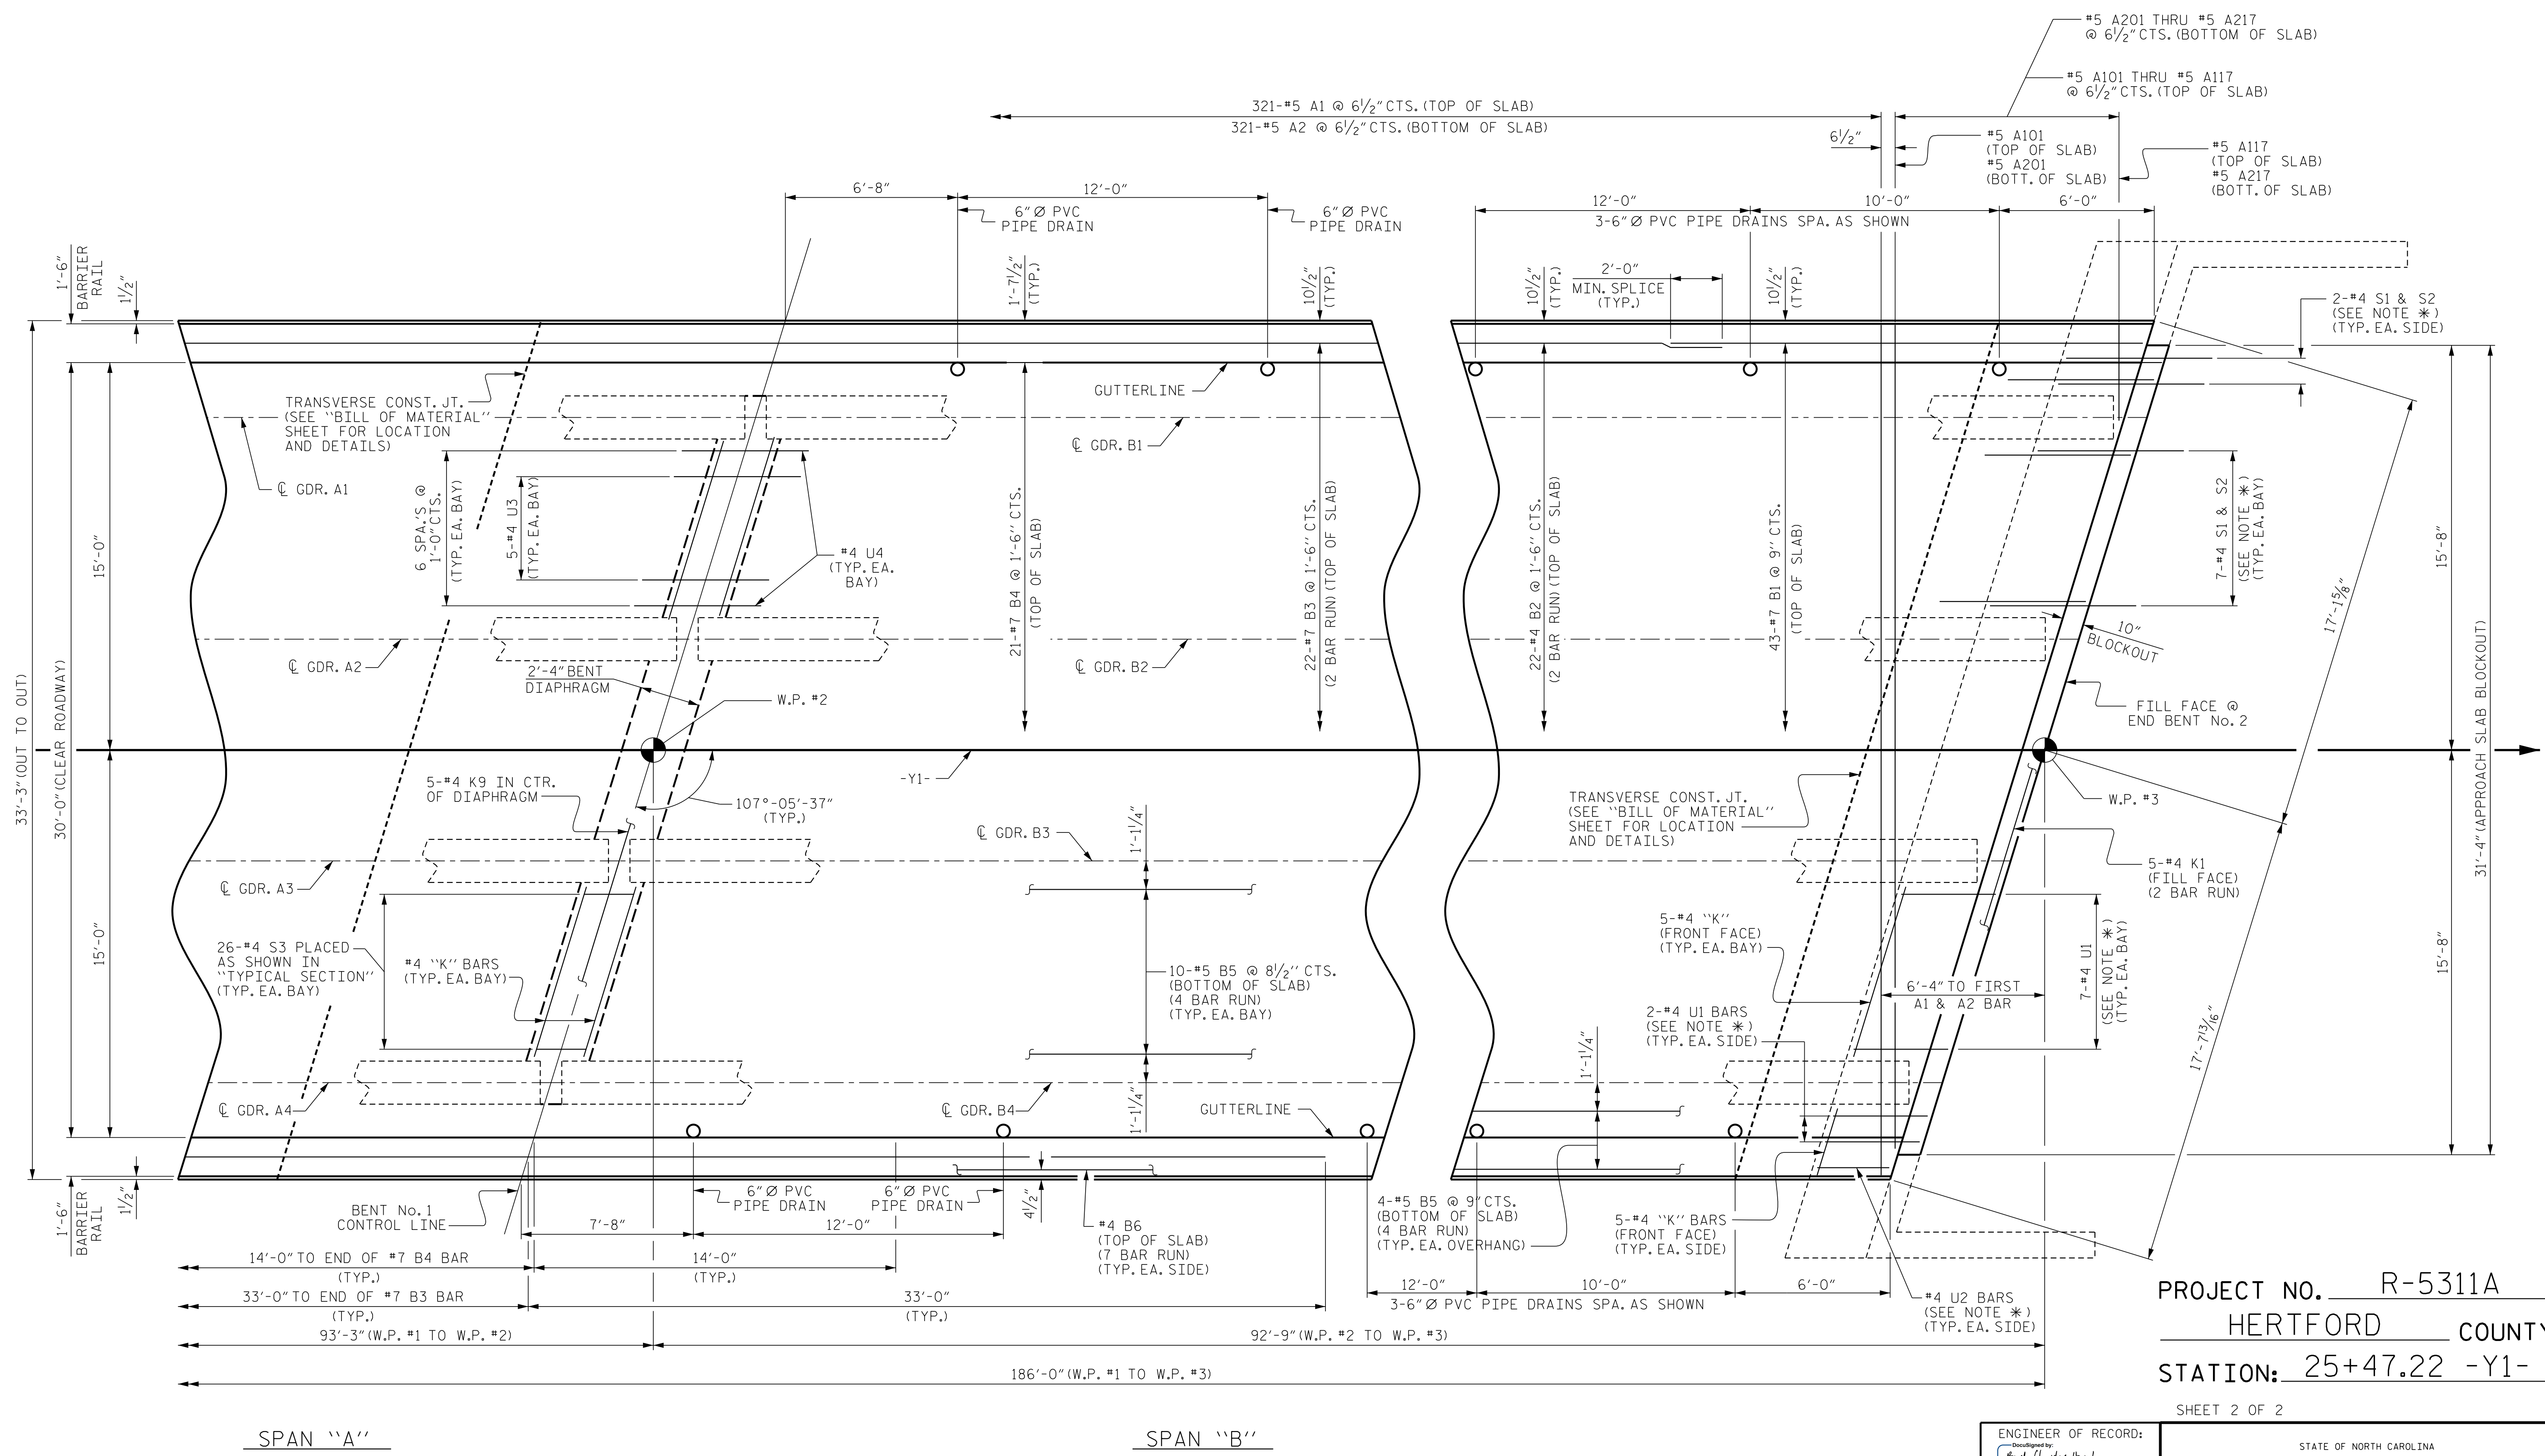 #5 A201 THRU #5 A217
@ 6½" CTS. (BOTTOM OF SLAB)
#5 A101 THRU #5 A117
@ 6½" CTS. (TOP OF SLAB)
321-#5 A1 @ 6½" CTS. (TOP OF SLAB)
321-#5 A2 @ 6½" CTS. (BOTTOM OF SLAB)
6½"
#5 A101
(TOP OF SLAB)
#5 A201
(BOTT. OF SLAB)
#5 A117
(TOP OF SLAB)
#5 A217
(BOTT. OF SLAB)
6'-8"
12'-0"
6" Ø PVC
PIPE DRAIN
6" Ø PVC
PIPE DRAIN
12'-0"
10'-0"
6'-0"
3-6" Ø PVC PIPE DRAINS SPA. AS SHOWN
1'-6"
BARRIER
RAIL
1½"
1'-7½"
(TYP.)
10½"
(TYP.)
10½"
(TYP.)
2'-0"
MIN. SPLICE
(TYP.)
10½"
(TYP.)
2-#4 S1 & S2
(SEE NOTE ✳)
(TYP. EA. SIDE)
TRANSVERSE CONST. JT.
(SEE "BILL OF MATERIAL"
SHEET FOR LOCATION
AND DETAILS)
GUTTERLINE
℄ GDR. B1
℄ GDR. A1
6 SPA.'S @
1'-0" CTS.
(TYP. EA. BAY)
5-#4 U3
(TYP. EA. BAY)
#4 U4
(TYP. EA.
BAY)
21-#7 B4 @ 1'-6" CTS.
(TOP OF SLAB)
22-#7 B3 @ 1'-6" CTS.
(2 BAR RUN) (TOP OF SLAB)
22-#4 B2 @ 1'-6" CTS.
(2 BAR RUN) (TOP OF SLAB)
43-#7 B1 @ 9" CTS.
(TOP OF SLAB)
7-#4 S1 & S2
(SEE NOTE ✳)
(TYP. EA. BAY)
15'-0"
15'-8"
17'-1⅝"
10"
BLOCKOUT
℄ GDR. A2
℄ GDR. B2
2'-4" BENT
DIAPHRAGM
W.P. #2
FILL FACE @
END BENT No. 2
33'-3" (OUT TO OUT)
30'-0" (CLEAR ROADWAY)
31'-4" (APPROACH SLAB BLOCKOUT)
-Y1-
5-#4 K9 IN CTR.
OF DIAPHRAGM
107°-05'-37"
(TYP.)
℄ GDR. B3
1'-1¼"
TRANSVERSE CONST. JT.
(SEE "BILL OF MATERIAL"
SHEET FOR LOCATION
AND DETAILS)
W.P. #3
℄ GDR. A3
5-#4 K1
(FILL FACE)
(2 BAR RUN)
15'-0"
26-#4 S3 PLACED
AS SHOWN IN
"TYPICAL SECTION"
(TYP. EA. BAY)
#4 "K" BARS
(TYP. EA. BAY)
10-#5 B5 @ 8½" CTS.
(BOTTOM OF SLAB)
(4 BAR RUN)
(TYP. EA. BAY)
5-#4 "K"
(FRONT FACE)
(TYP. EA. BAY)
6'-4" TO FIRST
A1 & A2 BAR
7-#4 U1
(SEE NOTE ✳)
(TYP. EA. BAY)
15'-8"
2-#4 U1 BARS
(SEE NOTE ✳)
(TYP. EA. SIDE)
17'-7 13/16"
℄ GDR. A4
℄ GDR. B4
1'-1¼"
GUTTERLINE
1'-1¼"
1'-6"
BARRIER
RAIL
1½"
BENT No. 1
CONTROL LINE
6" Ø PVC
PIPE DRAIN
6" Ø PVC
PIPE DRAIN
7'-8"
12'-0"
4½"
#4 B6
(TOP OF SLAB)
(7 BAR RUN)
(TYP. EA. SIDE)
4-#5 B5 @ 9" CTS.
(BOTTOM OF SLAB)
(4 BAR RUN)
(TYP. EA. OVERHANG)
5-#4 "K" BARS
(FRONT FACE)
(TYP. EA. SIDE)
14'-0" TO END OF #7 B4 BAR
(TYP.)
14'-0"
(TYP.)
12'-0"
10'-0"
6'-0"
3-6" Ø PVC PIPE DRAINS SPA. AS SHOWN
#4 U2 BARS
(SEE NOTE ✳)
(TYP. EA. SIDE)
33'-0" TO END OF #7 B3 BAR
(TYP.)
33'-0"
(TYP.)
93'-3" (W.P. #1 TO W.P. #2)
92'-9" (W.P. #2 TO W.P. #3)
186'-0" (W.P. #1 TO W.P. #3)
PROJECT NO. R-5311A
HERTFORD COUNTY
STATION: 25+47.22 -Y1-
SHEET 2 OF 2
SPAN "A"
SPAN "B"
ENGINEER OF RECORD:
DocuSigned by:
STATE OF NORTH CAROLINA